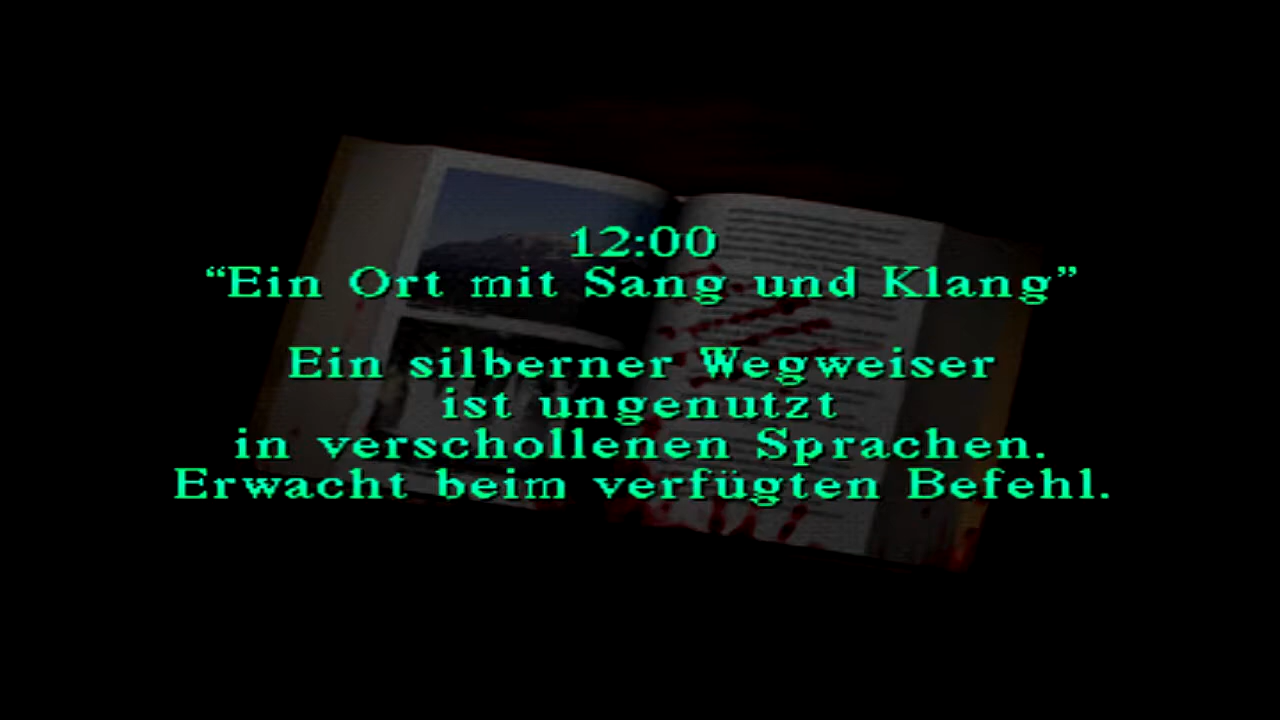 12:00
“Ein Ort mit Sang und Klang”
Ein silberner Wegweiser
ist ungenutzt
in verschollenen Sprachen.
Erwacht beim verfügten Befehl.